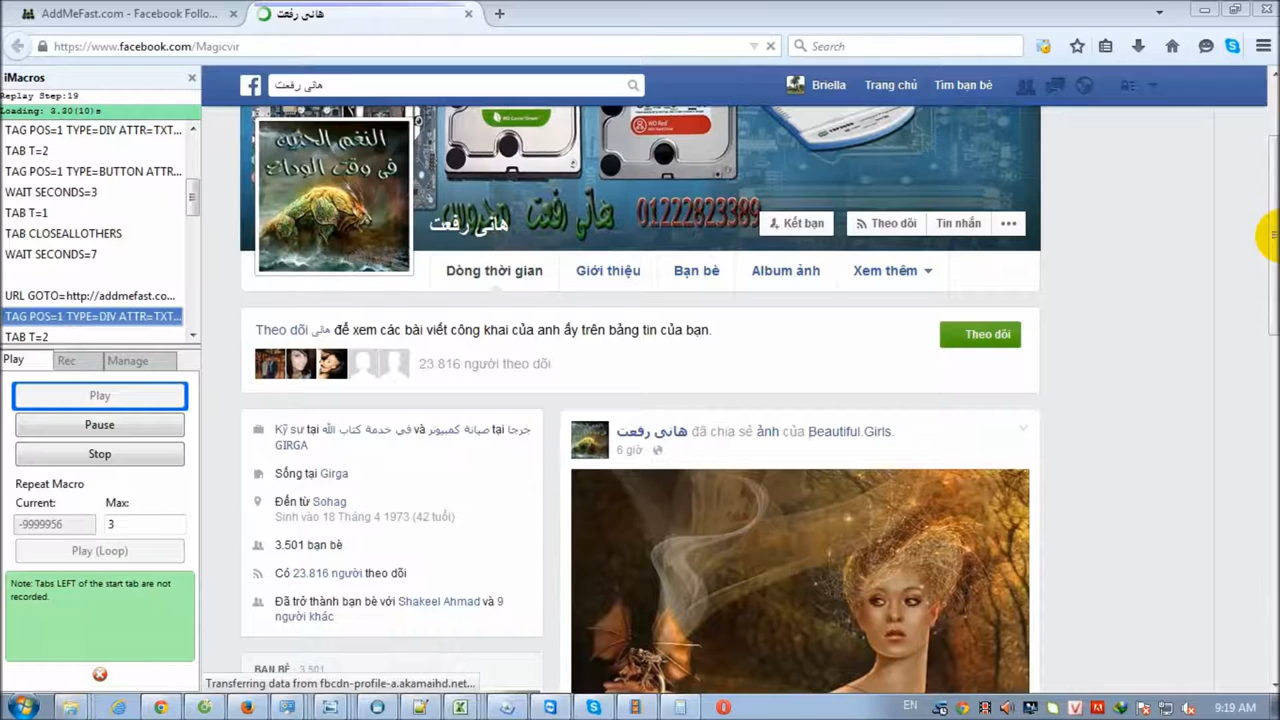 AddMeFast.com - Facebook Follo...
هانى رفعت
https://www.facebook.com/Magicvir
Search
iMacros
Replay Step:19
Loading: 3.30(10)s
TAG POS=1 TYPE=DIV ATTR=TXT...
TAB T=2
TAG POS=1 TYPE=BUTTON ATTR...
WAIT SECONDS=3
TAB T=1
TAB CLOSEALLOTHERS
WAIT SECONDS=7
URL GOTO=http://addmefast.co...
TAG POS=1 TYPE=DIV ATTR=TXT...
TAB T=2
Play
Rec
Manage
Play
Pause
Stop
Repeat Macro
Current:
Max:
-9999956
3
Play (Loop)
Note: Tabs LEFT of the start tab are not
recorded.
هانى رفعت
Briella
Trang chủ
Tìm bạn bè
WD Red
فى وقت الوداع
هانى رفعت
هانى رفعت
01222823389
Kết bạn
Theo dõi
Tin nhắn
Dòng thời gian
Giới thiệu
Bạn bè
Album ảnh
Xem thêm
Theo dõi هانى để xem các bài viết công khai của anh ấy trên bảng tin của bạn.
Theo dõi
23 816 người theo dõi
Kỹ sư tại في خدمة كتاب الله và صيانة كمبيوتر tại جرجا
GIRGA
Sống tại Girga
Đến từ Sohag
Sinh vào 18 Tháng 4 1973 (42 tuổi)
3.501 bạn bè
Có 23.816 người theo dõi
Đã trở thành bạn bè với Shakeel Ahmad và 9
người khác
BẠN BÈ · 3.501
هانى رفعت đã chia sẻ ảnh của Beautiful.Girls.
6 giờ
Transferring data from fbcdn-profile-a.akamaihd.net...
EN
9:19 AM